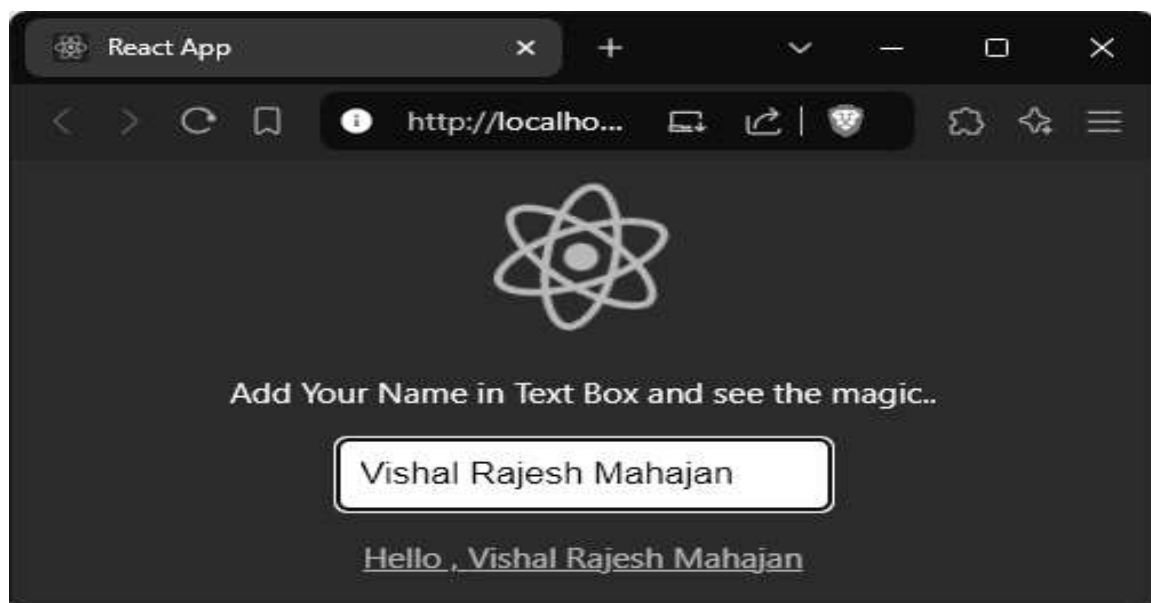 React App
http://localho...
Add Your Name in Text Box and see the magic..
Vishal Rajesh Mahajan
Hello , Vishal Rajesh Mahajan